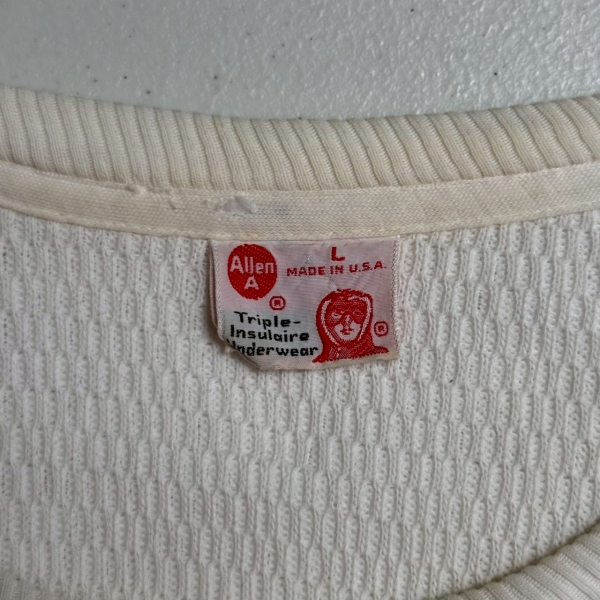 Allen
A
®
L
MADE IN U.S.A.
Triple-
Insulaire
Underwear
®